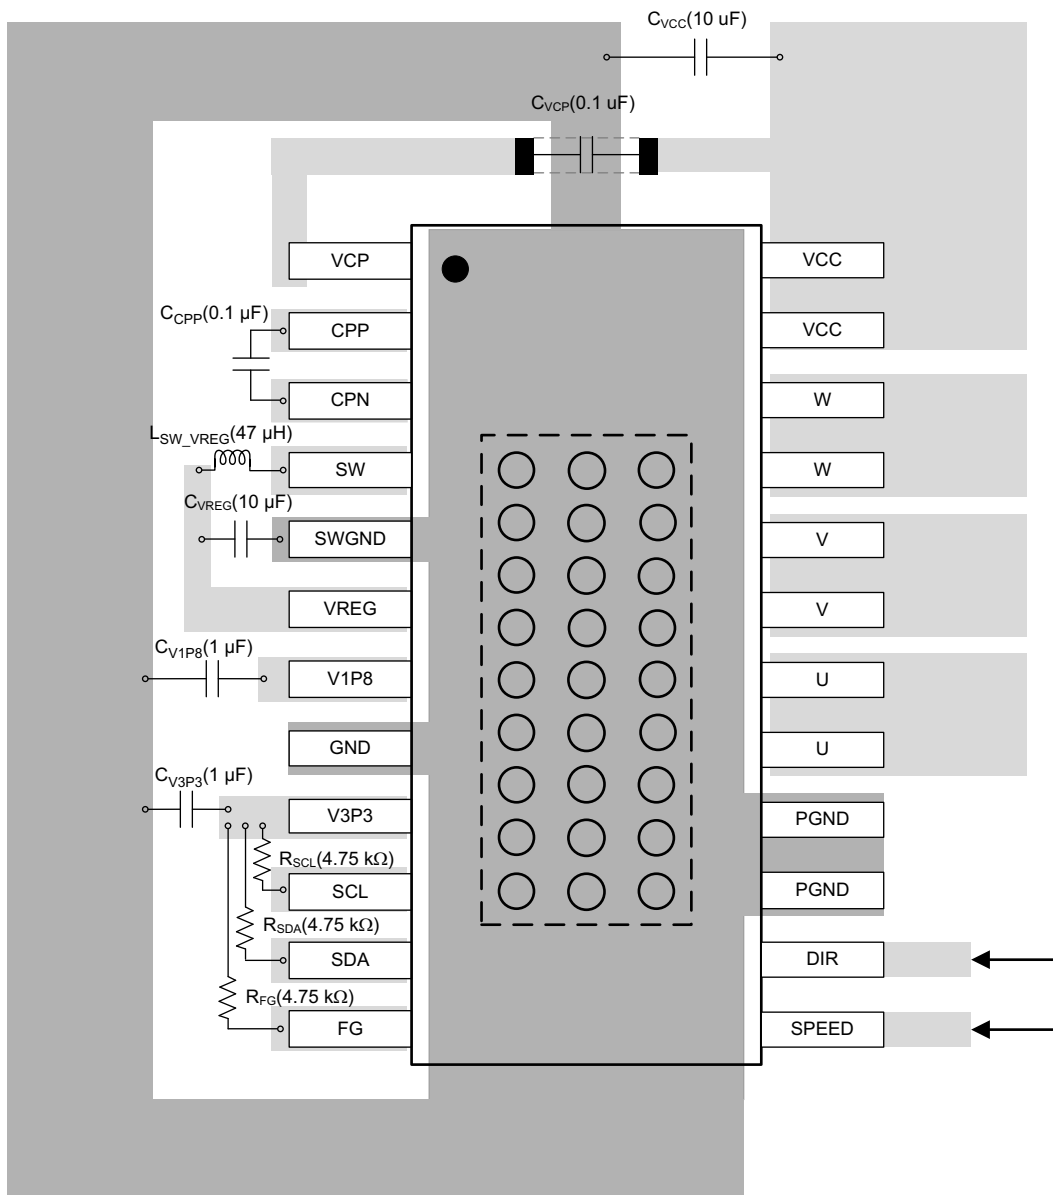 C_VCC(10 uF)
C_VCP(0.1 uF)
VCP
VCC
C_CPP(0.1 µF)
CPP
VCC
CPN
W
L_SW_VREG(47 µH)
SW
W
C_VREG(10 µF)
SWGND
V
VREG
V
C_V1P8(1 µF)
V1P8
U
GND
U
C_V3P3(1 µF)
V3P3
PGND
R_SCL(4.75 kΩ)
SCL
PGND
R_SDA(4.75 kΩ)
SDA
DIR
R_FG(4.75 kΩ)
FG
SPEED